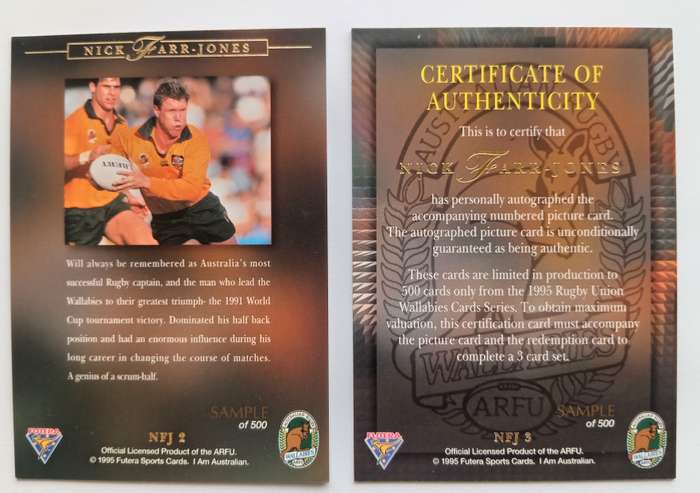 NICK FARR-JONES
Will always be remembered as Australia's most
successful Rugby captain, and the man who lead the
Wallabies to their greatest triumph- the 1991 World
Cup tournament victory. Dominated his half back
position and had an enormous influence during his
long career in changing the course of matches.
A genius of a scrum-half.
SAMPLE
of 500
FUTERA
NFJ 2
WALLABIES
Official Licensed Product of the ARFU.
© 1995 Futera Sports Cards. I Am Australian.
CERTIFICATE OF
AUTHENTICITY
This is to certify that
NICK FARR-JONES
has personally autographed the
accompanying numbered picture card.
The autographed picture card is unconditionally
guaranteed as being authentic.
These cards are limited in production to
500 cards only from the 1995 Rugby Union
Wallabies Cards Series. To obtain maximum
valuation, this certification card must accompany
the picture card and the redemption card to
complete a 3 card set.
AUSTRALIAN RUGBY
WALLABIES
ARFU
SAMPLE
of 500
FUTERA
NFJ 3
WALLABIES
Official Licensed Product of the ARFU.
© 1995 Futera Sports Cards. I Am Australian.